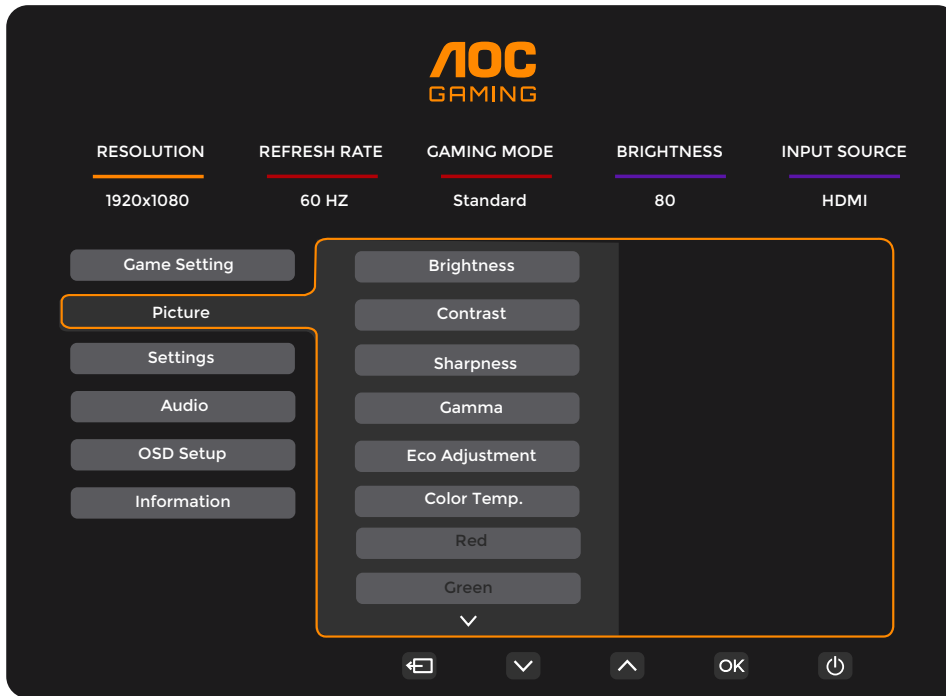 AOC
GAMING
RESOLUTION REFRESH RATE GAMING MODE BRIGHTNESS INPUT SOURCE
1920x1080 60 HZ Standard 80 HDMI
Game Setting
Picture
Settings
Audio
OSD Setup
Information
Brightness
Contrast
Sharpness
Gamma
Eco Adjustment
Color Temp.
Red
Green
OK